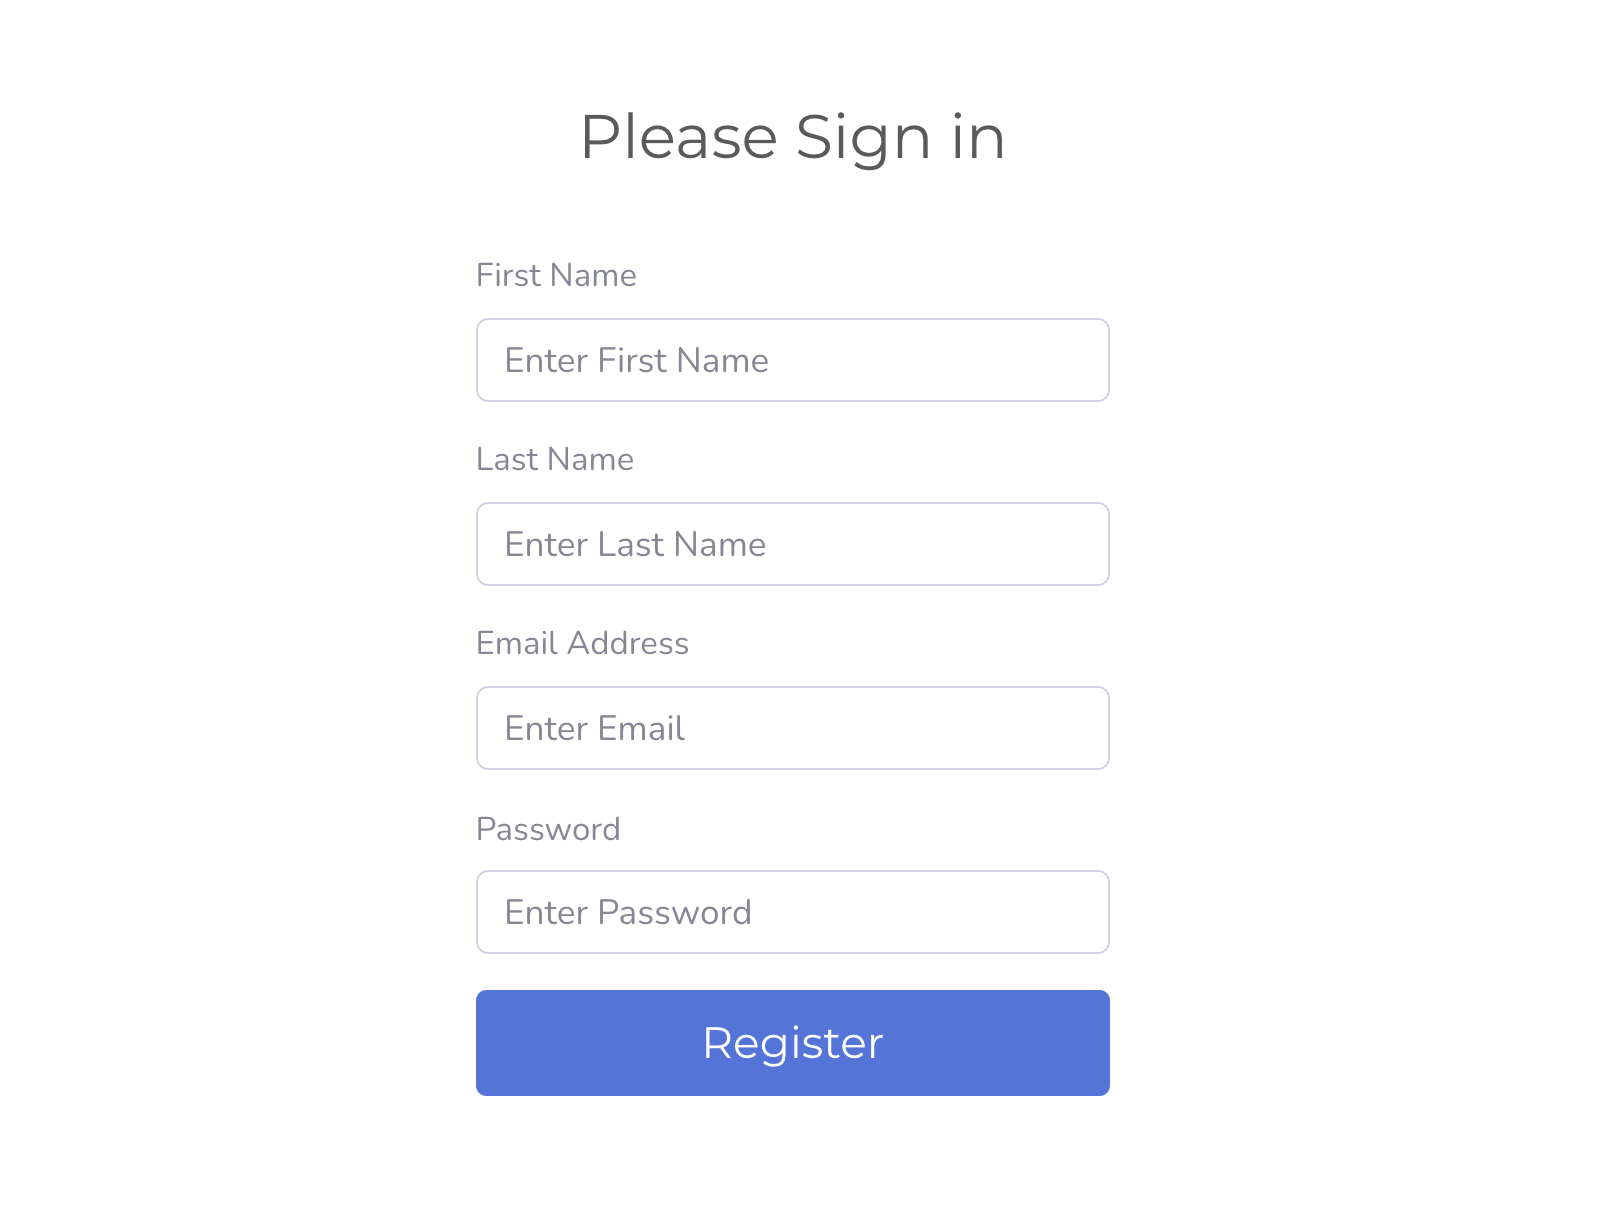 Please Sign in
First Name
Enter First Name
Last Name
Enter Last Name
Email Address
Enter Email
Password
Enter Password
Register